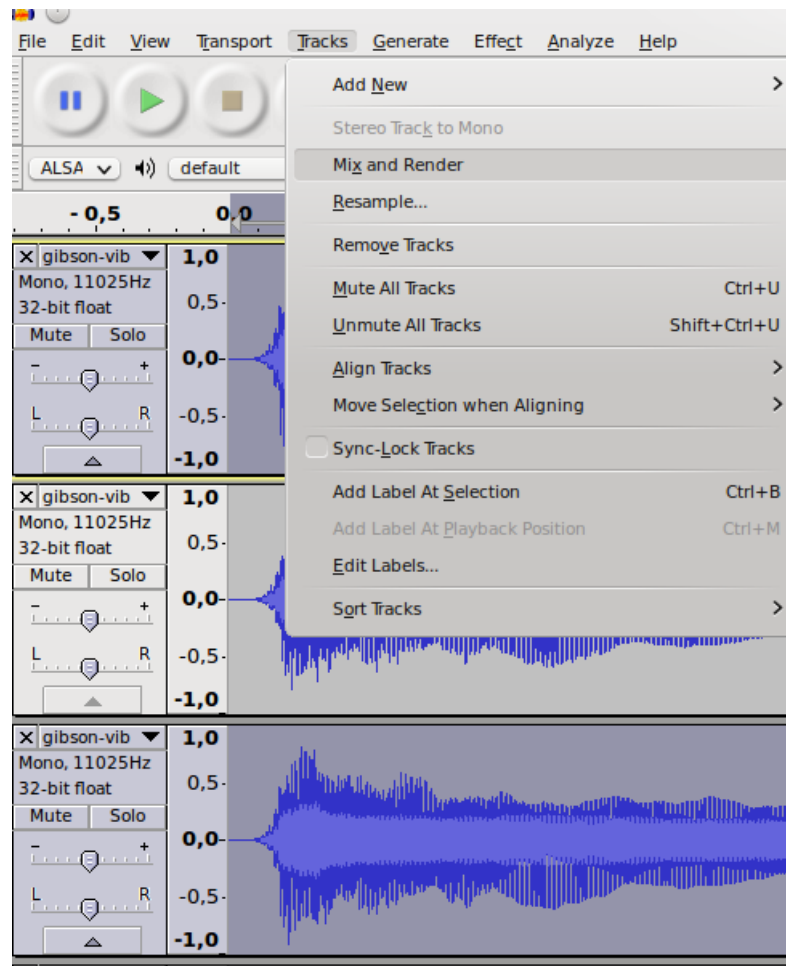 File Edit View Transport Tracks Generate Effect Analyze Help
Add New
Stereo Track to Mono
Mix and Render
Resample...
Remove Tracks
Mute All Tracks Ctrl+U
Unmute All Tracks Shift+Ctrl+U
Align Tracks
Move Selection when Aligning
Sync-Lock Tracks
Add Label At Selection Ctrl+B
Add Label At Playback Position Ctrl+M
Edit Labels...
Sort Tracks
ALSA default
- 0,5 0,0
X gibson-vib 1,0
Mono, 11025Hz
32-bit float 0,5
Mute Solo
- + 0,0
L R -0,5
-1,0
X gibson-vib 1,0
Mono, 11025Hz
32-bit float 0,5
Mute Solo
- + 0,0
L R -0,5
-1,0
X gibson-vib 1,0
Mono, 11025Hz
32-bit float 0,5
Mute Solo
- + 0,0
L R -0,5
-1,0